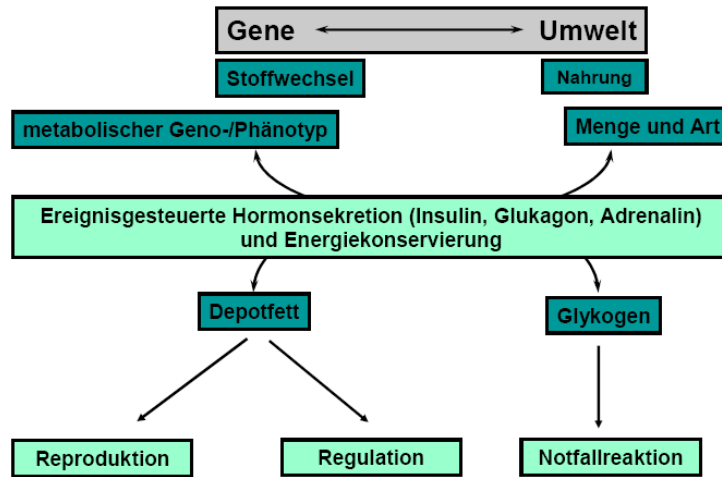 Gene Umwelt
Stoffwechsel Nahrung
metabolischer Geno-/Phänotyp Menge und Art
Ereignisgesteuerte Hormonsekretion (Insulin, Glukagon, Adrenalin)
und Energiekonservierung
Depotfett Glykogen
Reproduktion Regulation Notfallreaktion